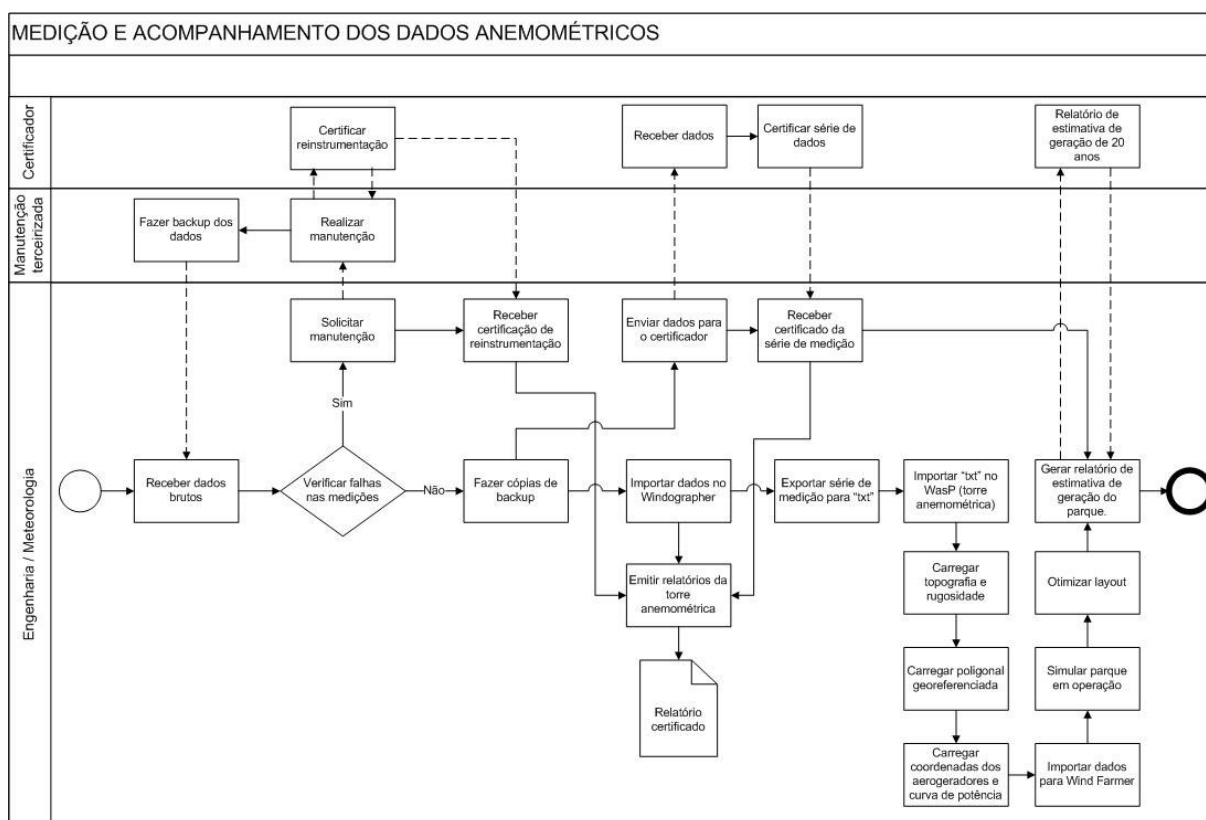 MEDIÇÃO E ACOMPANHAMENTO DOS DADOS ANEMOMÉTRICOS
Certificador
Certificar
reinstrumentação
Receber dados
Certificar série de
dados
Relatório de
estimativa de
geração de 20
anos
Manutenção
terceirizada
Fazer backup dos
dados
Realizar
manutenção
Engenharia / Meteorologia
Solicitar
manutenção
Receber
certificação de
reinstrumentação
Enviar dados para
o certificador
Receber
certificado da
série de medição
Sim
Receber dados
brutos
Verificar falhas
nas medições
Não
Fazer cópias de
backup
Importar dados no
Windographer
Exportar série de
medição para “txt”
Importar “txt” no
WasP (torre
anemométrica)
Gerar relatório de
estimativa de
geração do
parque.
Emitir relatórios da
torre
anemométrica
Carregar
topografia e
rugosidade
Otimizar layout
Relatório
certificado
Carregar poligonal
georeferenciada
Simular parque
em operação
Carregar
coordenadas dos
aerogeradores e
curva de potência
Importar dados
para Wind Farmer